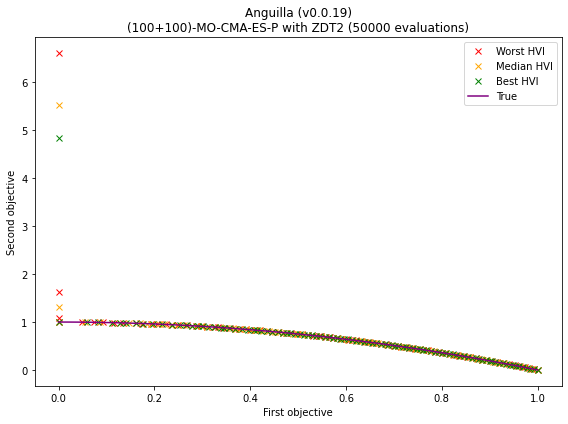 Anguilla (v0.0.19)
(100+100)-MO-CMA-ES-P with ZDT2 (50000 evaluations)
Worst HVI
Median HVI
Best HVI
True
Second objective
6
5
4
3
2
1
0
0.0 0.2 0.4 0.6 0.8 1.0
First objective